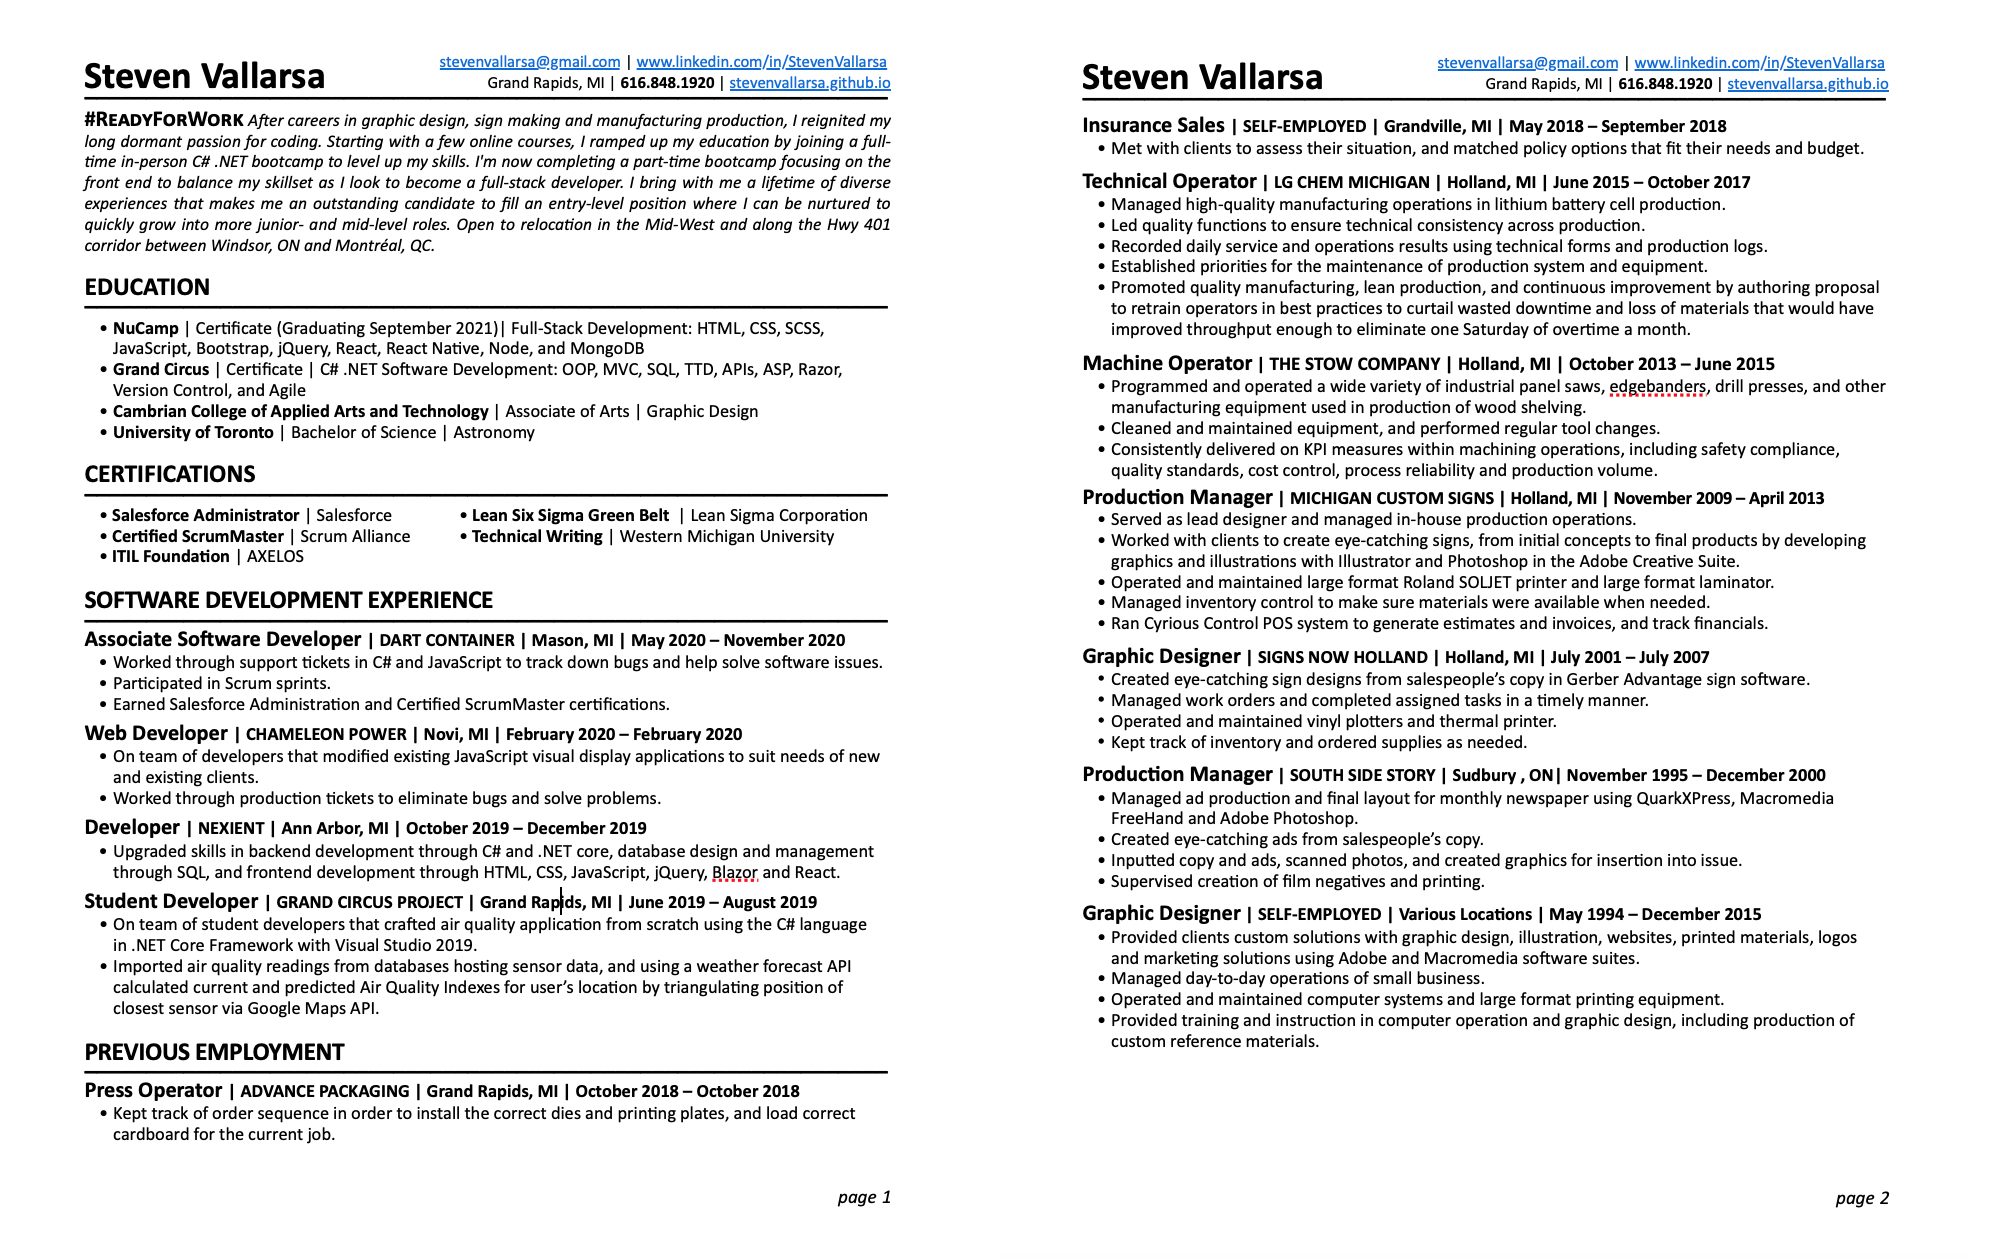 Steven Vallarsa
stevenvallarsa@gmail.com | www.linkedin.com/in/StevenVallarsa
Grand Rapids, MI | 616.848.1920 | stevenvallarsa.github.io
#READYFORWORK After careers in graphic design, sign making and manufacturing production, I reignited my
long dormant passion for coding. Starting with a few online courses, I ramped up my education by joining a full-
time in-person C# .NET bootcamp to level up my skills. I'm now completing a part-time bootcamp focusing on the
front end to balance my skillset as I look to become a full-stack developer. I bring with me a lifetime of diverse
experiences that makes me an outstanding candidate to fill an entry-level position where I can be nurtured to
quickly grow into more junior- and mid-level roles. Open to relocation in the Mid-West and along the Hwy 401
corridor between Windsor, ON and Montréal, QC.
EDUCATION
• NuCamp | Certificate (Graduating September 2021)| Full-Stack Development: HTML, CSS, SCSS,
JavaScript, Bootstrap, jQuery, React, React Native, Node, and MongoDB
• Grand Circus | Certificate | C# .NET Software Development: OOP, MVC, SQL, TTD, APIs, ASP, Razor,
Version Control, and Agile
• Cambrian College of Applied Arts and Technology | Associate of Arts | Graphic Design
• University of Toronto | Bachelor of Science | Astronomy
CERTIFICATIONS
• Salesforce Administrator | Salesforce
• Certified ScrumMaster | Scrum Alliance
• ITIL Foundation | AXELOS
• Lean Six Sigma Green Belt | Lean Sigma Corporation
• Technical Writing | Western Michigan University
SOFTWARE DEVELOPMENT EXPERIENCE
Associate Software Developer | DART CONTAINER | Mason, MI | May 2020 – November 2020
• Worked through support tickets in C# and JavaScript to track down bugs and help solve software issues.
• Participated in Scrum sprints.
• Earned Salesforce Administration and Certified ScrumMaster certifications.
Web Developer | CHAMELEON POWER | Novi, MI | February 2020 – February 2020
• On team of developers that modified existing JavaScript visual display applications to suit needs of new
and existing clients.
• Worked through production tickets to eliminate bugs and solve problems.
Developer | NEXIENT | Ann Arbor, MI | October 2019 – December 2019
• Upgraded skills in backend development through C# and .NET core, database design and management
through SQL, and frontend development through HTML, CSS, JavaScript, jQuery, Blazor and React.
Student Developer | GRAND CIRCUS PROJECT | Grand Rapids, MI | June 2019 – August 2019
• On team of student developers that crafted air quality application from scratch using the C# language
in .NET Core Framework with Visual Studio 2019.
• Imported air quality readings from databases hosting sensor data, and using a weather forecast API
calculated current and predicted Air Quality Indexes for user's location by triangulating position of
closest sensor via Google Maps API.
PREVIOUS EMPLOYMENT
Press Operator | ADVANCE PACKAGING | Grand Rapids, MI | October 2018 – October 2018
• Kept track of order sequence in order to install the correct dies and printing plates, and load correct
cardboard for the current job.
page 1
Steven Vallarsa
stevenvallarsa@gmail.com | www.linkedin.com/in/StevenVallarsa
Grand Rapids, MI | 616.848.1920 | stevenvallarsa.github.io
Insurance Sales | SELF-EMPLOYED | Grandville, MI | May 2018 – September 2018
• Met with clients to assess their situation, and matched policy options that fit their needs and budget.
Technical Operator | LG CHEM MICHIGAN | Holland, MI | June 2015 – October 2017
• Managed high-quality manufacturing operations in lithium battery cell production.
• Led quality functions to ensure technical consistency across production.
• Recorded daily service and operations results using technical forms and production logs.
• Established priorities for the maintenance of production system and equipment.
• Promoted quality manufacturing, lean production, and continuous improvement by authoring proposal
to retrain operators in best practices to curtail wasted downtime and loss of materials that would have
improved throughput enough to eliminate one Saturday of overtime a month.
Machine Operator | THE STOW COMPANY | Holland, MI | October 2013 – June 2015
• Programmed and operated a wide variety of industrial panel saws, edgebanders, drill presses, and other
manufacturing equipment used in production of wood shelving.
• Cleaned and maintained equipment, and performed regular tool changes.
• Consistently delivered on KPI measures within machining operations, including safety compliance,
quality standards, cost control, process reliability and production volume.
Production Manager | MICHIGAN CUSTOM SIGNS | Holland, MI | November 2009 – April 2013
• Served as lead designer and managed in-house production operations.
• Worked with clients to create eye-catching signs, from initial concepts to final products by developing
graphics and illustrations with Illustrator and Photoshop in the Adobe Creative Suite.
• Operated and maintained large format Roland SOLJET printer and large format laminator.
• Managed inventory control to make sure materials were available when needed.
• Ran Cyrious Control POS system to generate estimates and invoices, and track financials.
Graphic Designer | SIGNS NOW HOLLAND | Holland, MI | July 2001 – July 2007
• Created eye-catching sign designs from salespeople's copy in Gerber Advantage sign software.
• Managed work orders and completed assigned tasks in a timely manner.
• Operated and maintained vinyl plotters and thermal printer.
• Kept track of inventory and ordered supplies as needed.
Production Manager | SOUTH SIDE STORY | Sudbury , ON| November 1995 – December 2000
• Managed ad production and final layout for monthly newspaper using QuarkXPress, Macromedia
FreeHand and Adobe Photoshop.
• Created eye-catching ads from salespeople's copy.
• Inputted copy and ads, scanned photos, and created graphics for insertion into issue.
• Supervised creation of film negatives and printing.
Graphic Designer | SELF-EMPLOYED | Various Locations | May 1994 – December 2015
• Provided clients custom solutions with graphic design, illustration, websites, printed materials, logos
and marketing solutions using Adobe and Macromedia software suites.
• Managed day-to-day operations of small business.
• Operated and maintained computer systems and large format printing equipment.
• Provided training and instruction in computer operation and graphic design, including production of
custom reference materials.
page 2